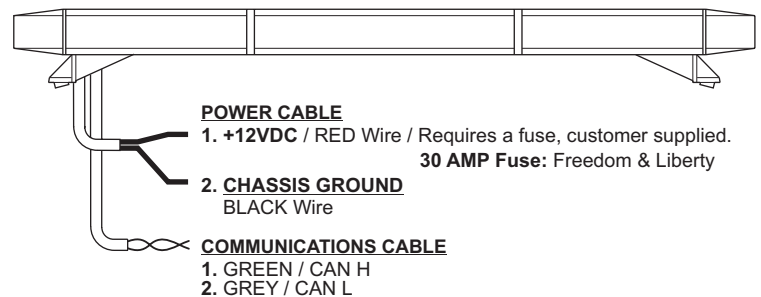 POWER CABLE
1. +12VDC / RED Wire / Requires a fuse, customer supplied.
30 AMP Fuse: Freedom & Liberty
2. CHASSIS GROUND
BLACK Wire
COMMUNICATIONS CABLE
1. GREEN / CAN H
2. GREY / CAN L